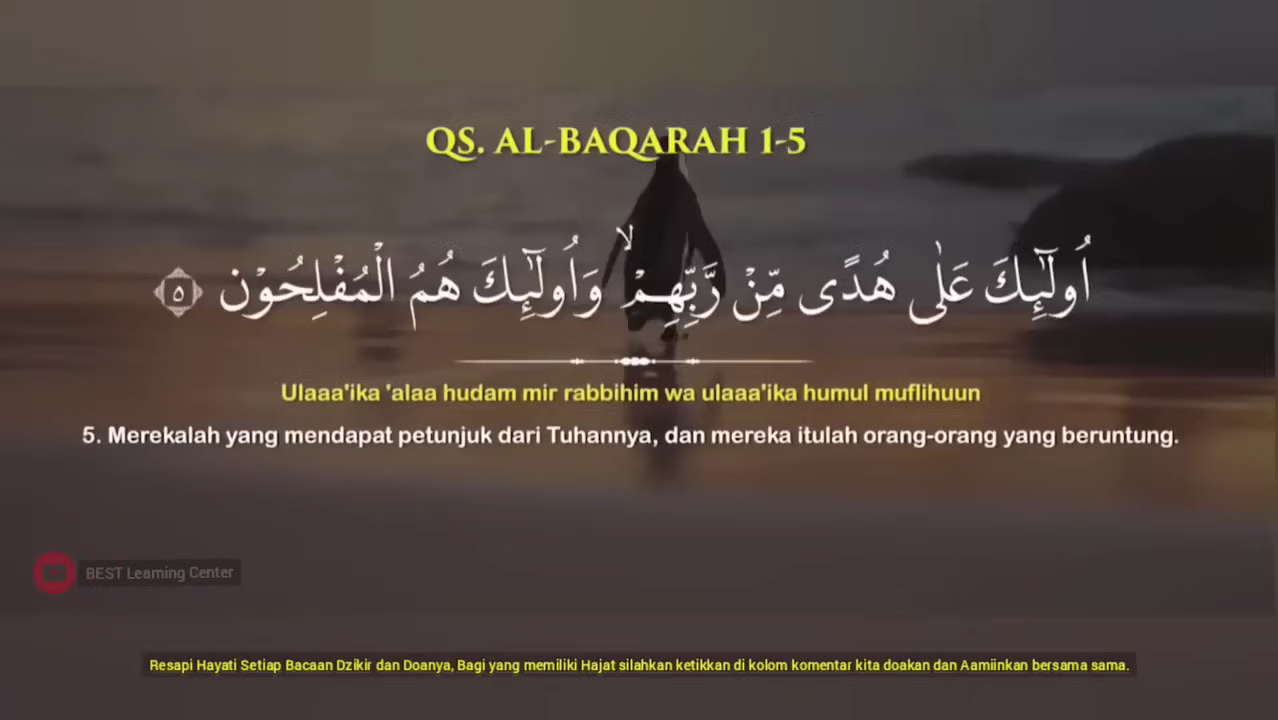 QS. AL-BAQARAH 1-5
اُولٰۤىِٕكَ عَلٰى هُدًى مِّنْ رَّبِّهِمْ ۙ وَاُولٰۤىِٕكَ هُمُ الْمُفْلِحُوْنَ ۝٥
Ulaaa'ika 'alaa hudam mir rabbihim wa ulaaa'ika humul muflihuun
5. Merekalah yang mendapat petunjuk dari Tuhannya, dan mereka itulah orang-orang yang beruntung.
BEST Learning Center
Resapi Hayati Setiap Bacaan Dzikir dan Doanya, Bagi yang memiliki Hajat silahkan ketikkan di kolom komentar kita doakan dan Aamiinkan bersama sama.